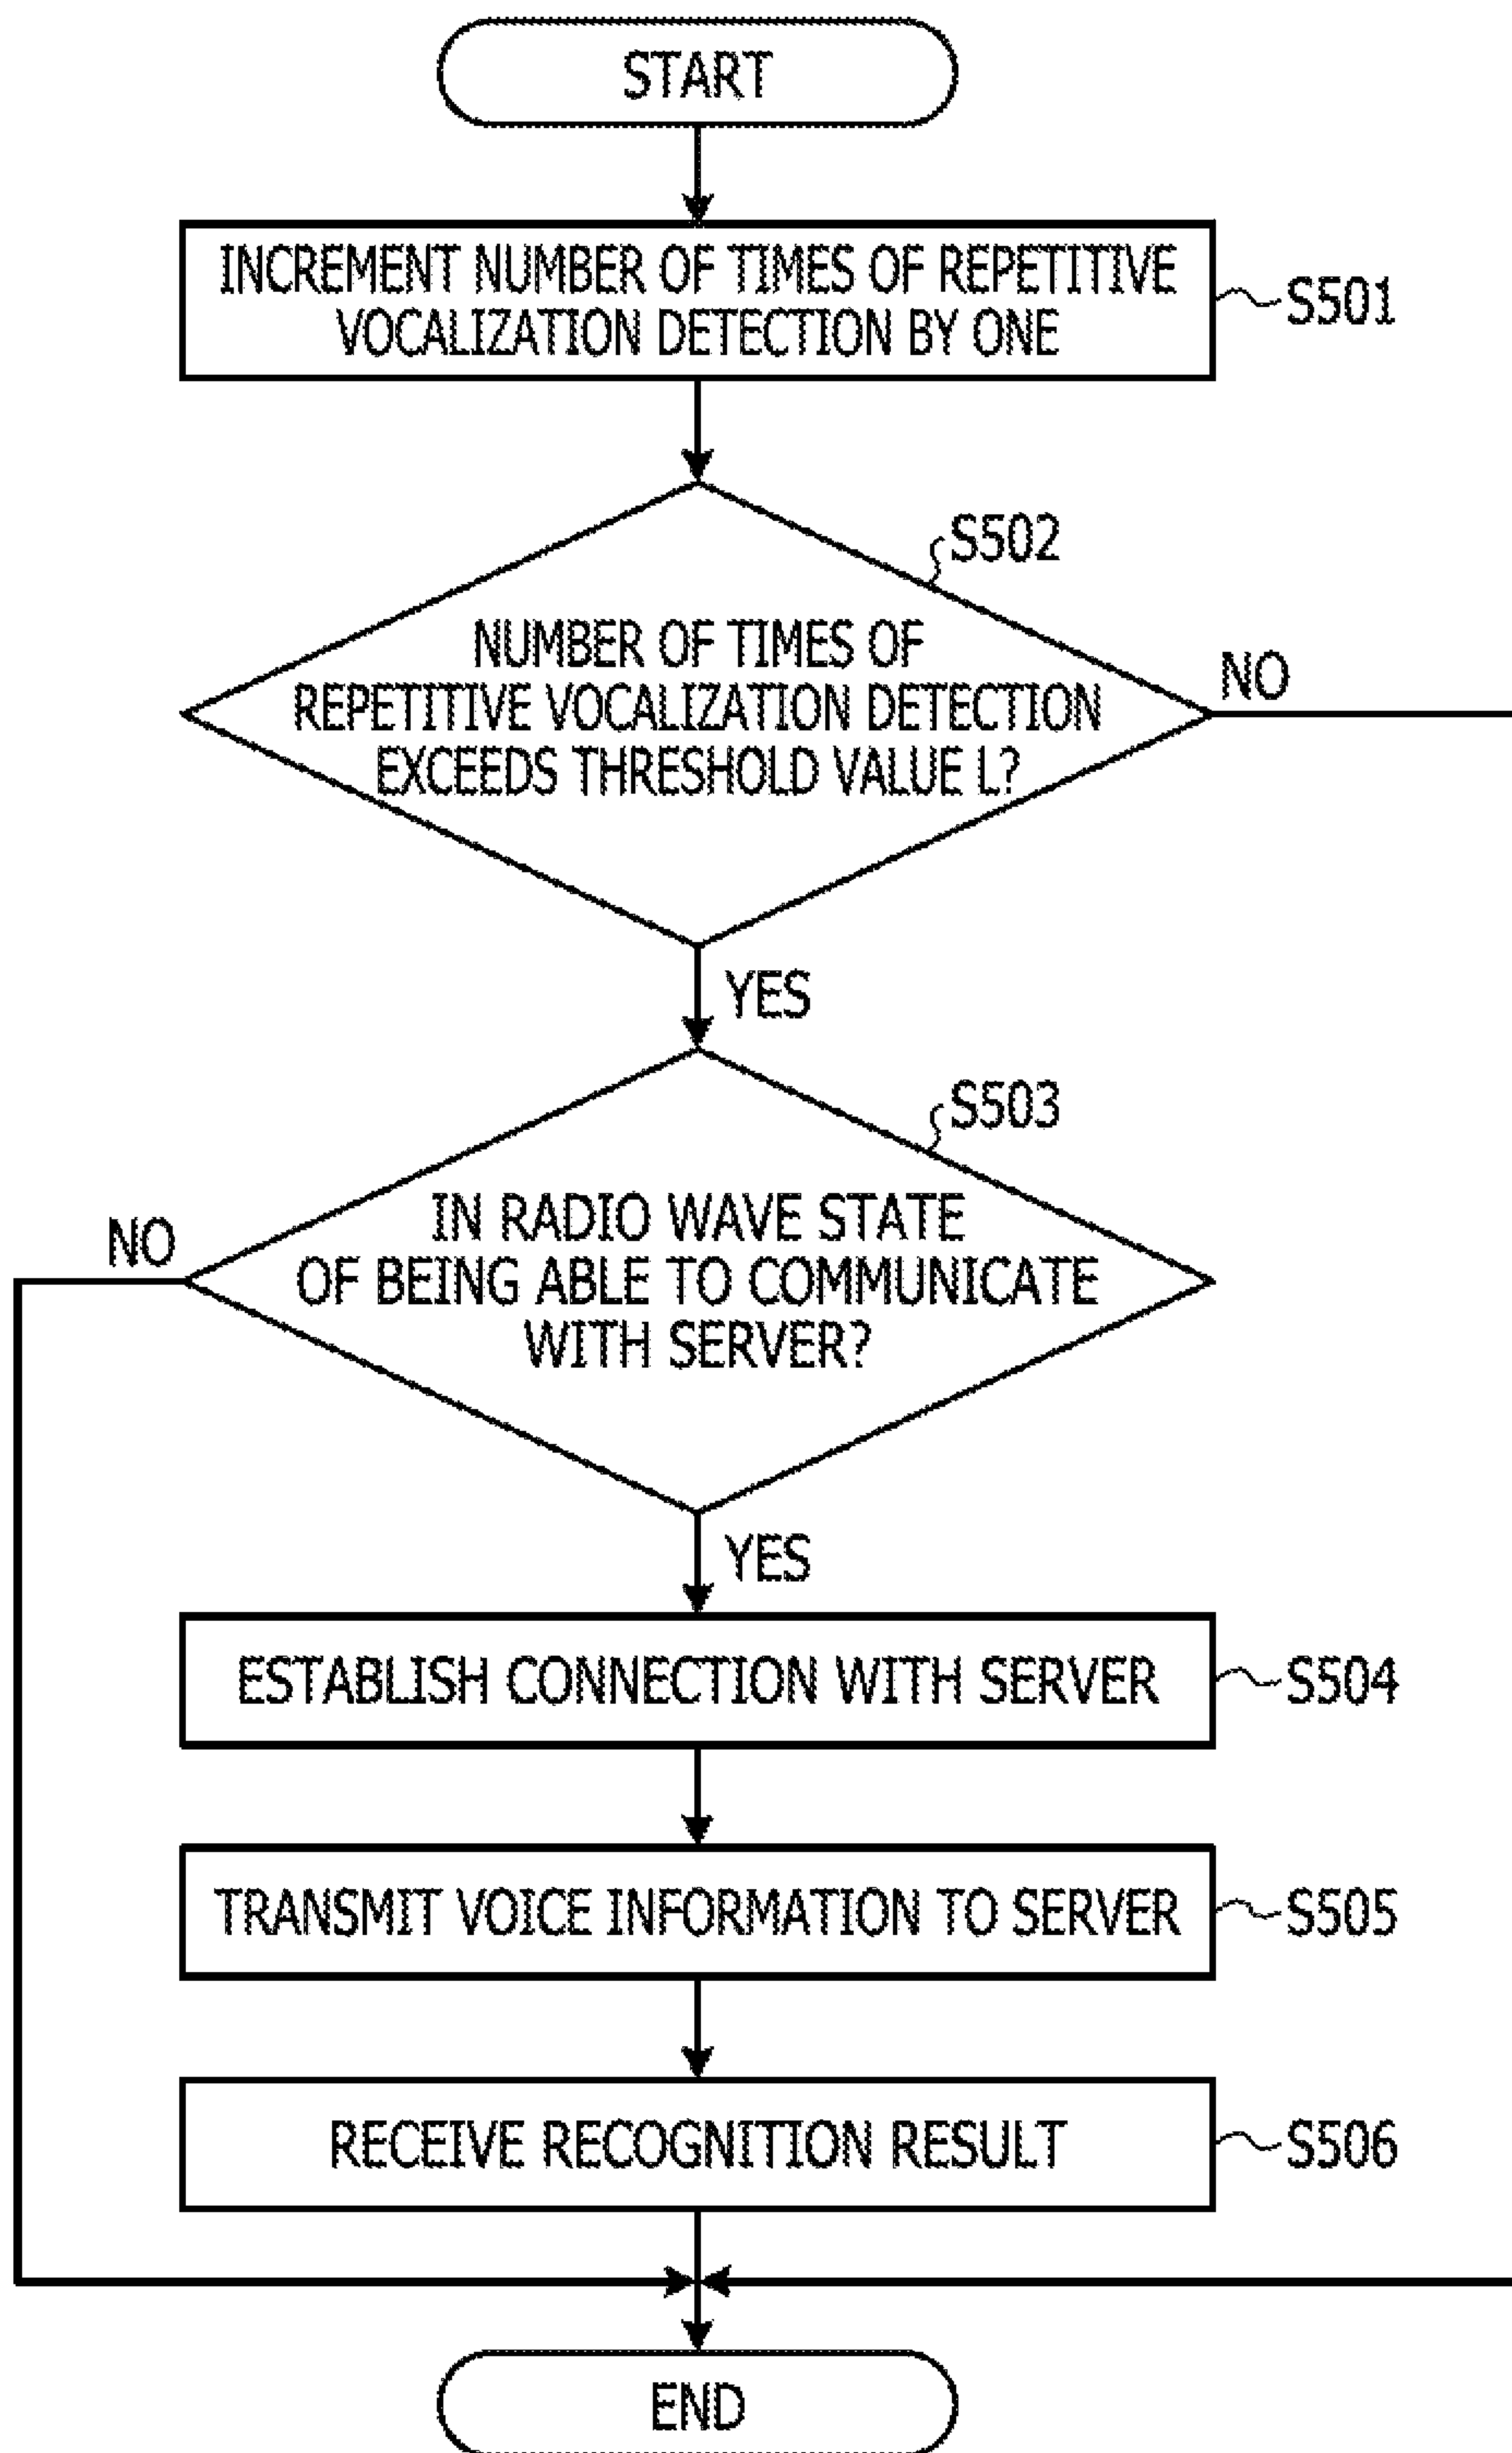 START
INCREMENT NUMBER OF TIMES OF REPETITIVE
VOCALIZATION DETECTION BY ONE
S501
S502
NUMBER OF TIMES OF
REPETITIVE VOCALIZATION DETECTION
EXCEEDS THRESHOLD VALUE L?
NO
YES
S503
IN RADIO WAVE STATE
OF BEING ABLE TO COMMUNICATE
WITH SERVER?
NO
YES
ESTABLISH CONNECTION WITH SERVER
S504
TRANSMIT VOICE INFORMATION TO SERVER
S505
RECEIVE RECOGNITION RESULT
S506
END